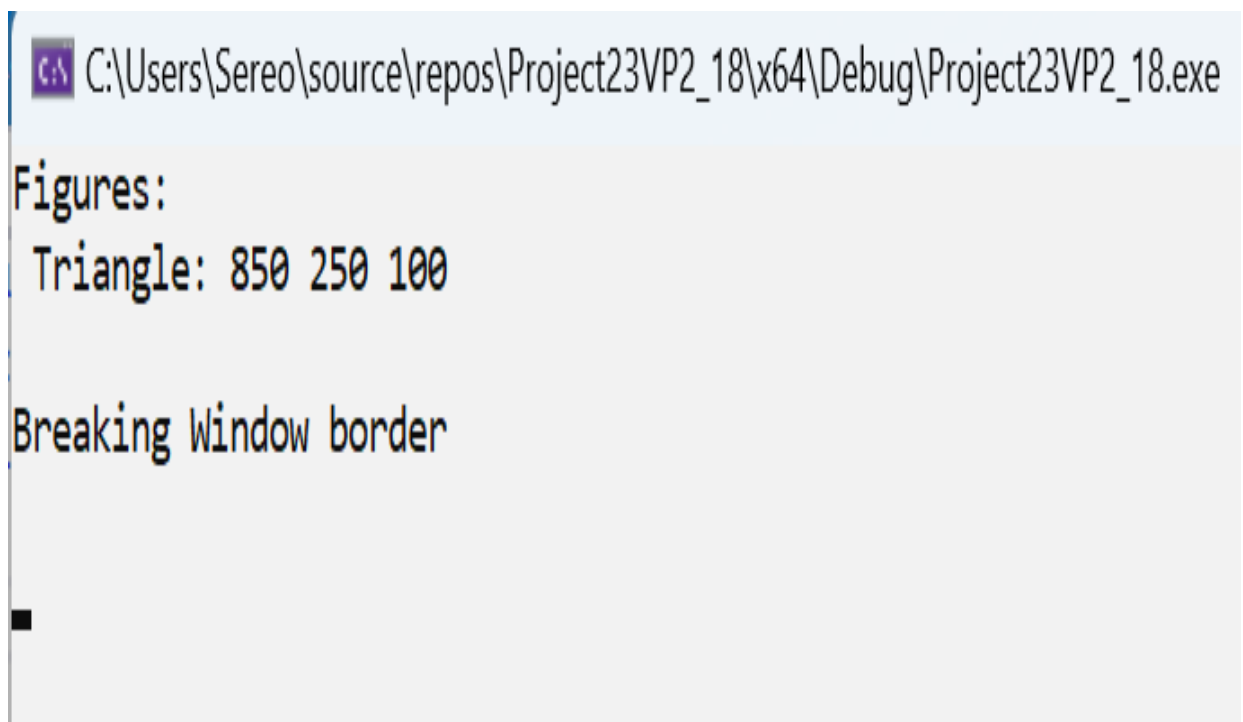 C:\Users\Sereo\source\repos\Project23VP2_18\x64\Debug\Project23VP2_18.exe
Figures:
Triangle: 850 250 100
Breaking Window border